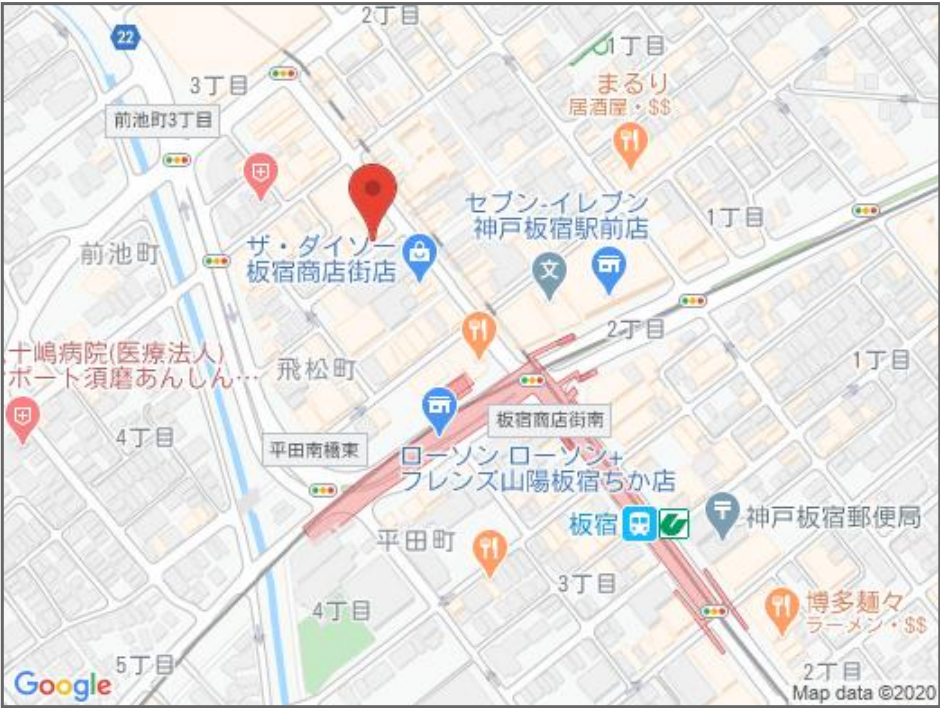 2丁目
22
1丁目
3丁目
まるり
居酒屋・$$
前池町3丁目
セブン-イレブン
神戸板宿駅前店
1丁目
前池町
ザ・ダイソー
板宿商店街店
文
2丁目
十嶋病院(医療法人)
ポート須磨あんしん…
飛松町
1丁目
板宿商店街南
4丁目
平田南橋東
ローソン ローソン+
フレンズ山陽板宿ちか店
板宿
神戸板宿郵便局
平田町
3丁目
4丁目
博多麺々
ラーメン・$$
5丁目
2丁目
Google
Map data ©2020